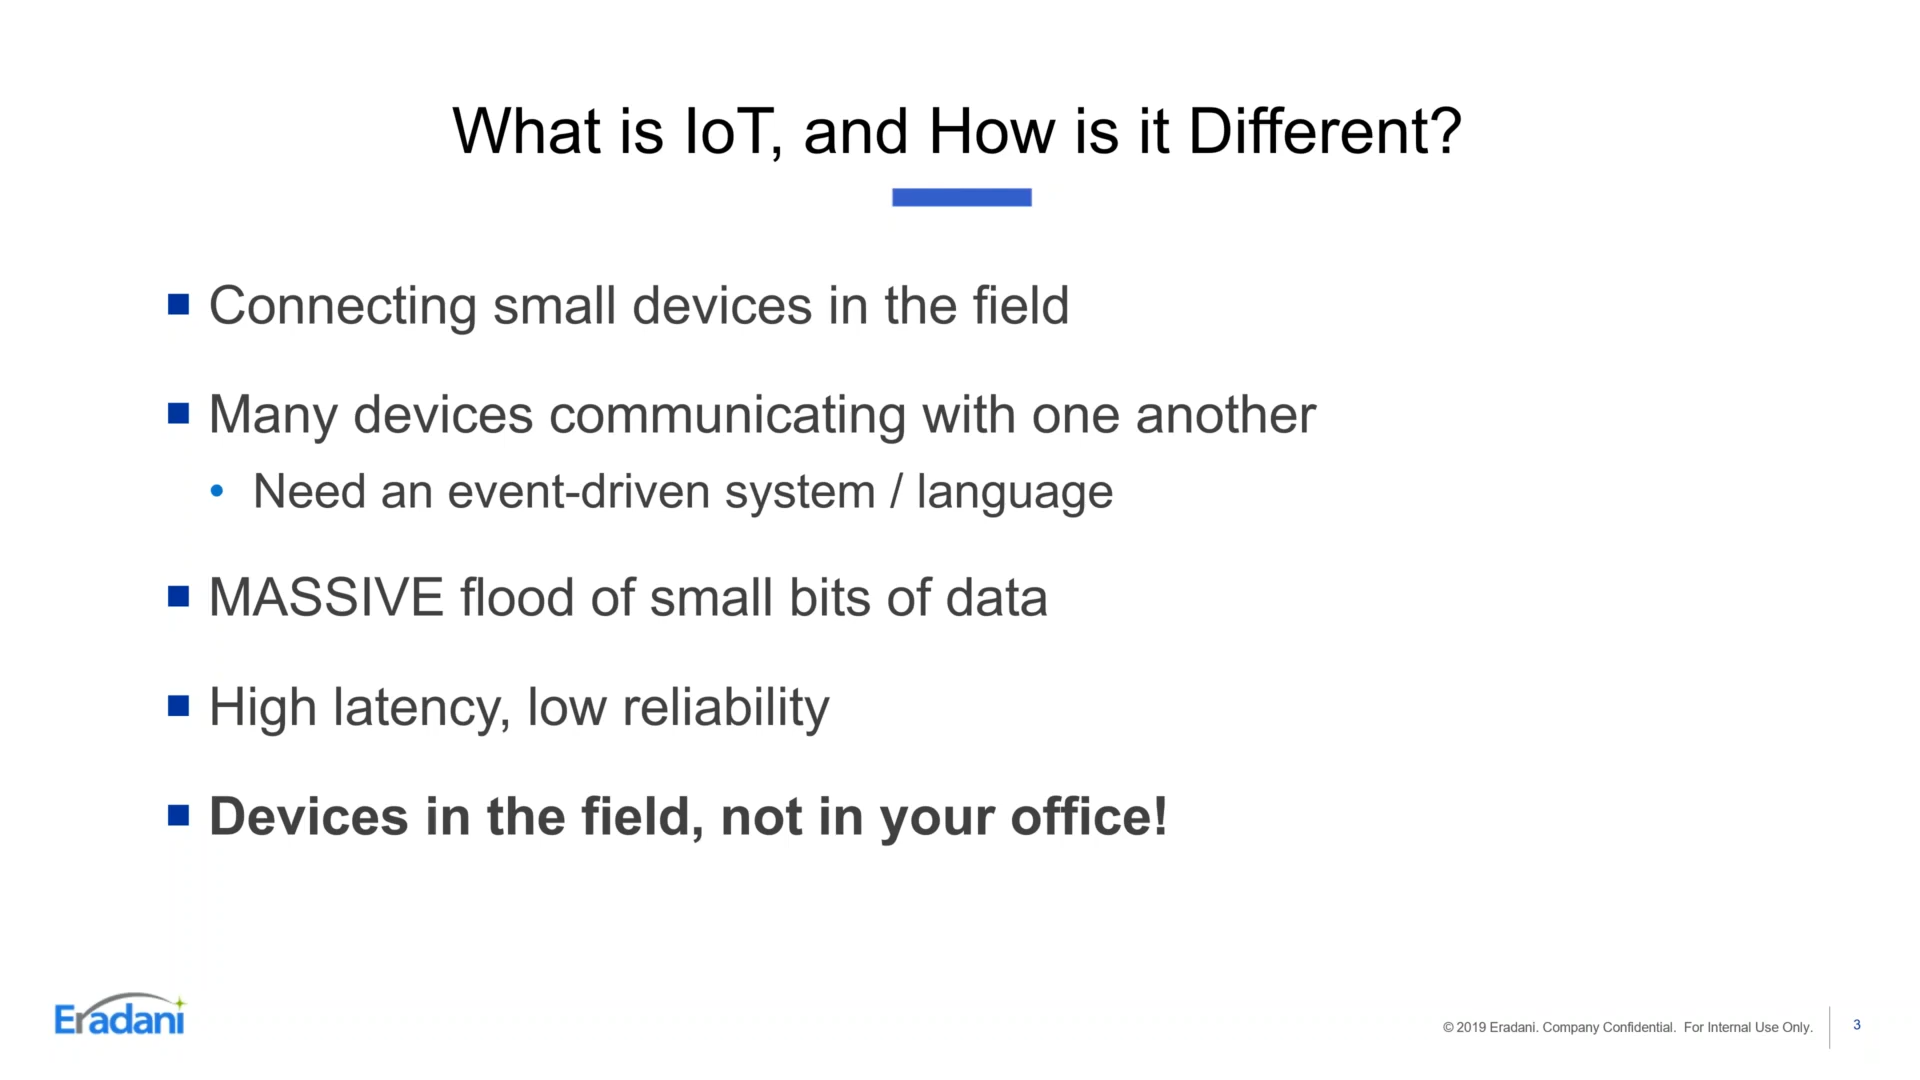 What is IoT, and How is it Different?
Connecting small devices in the field
Many devices communicating with one another
Need an event-driven system / language
MASSIVE flood of small bits of data
High latency, low reliability
Devices in the field, not in your office!
Eradani
© 2019 Eradani. Company Confidential. For Internal Use Only.
3